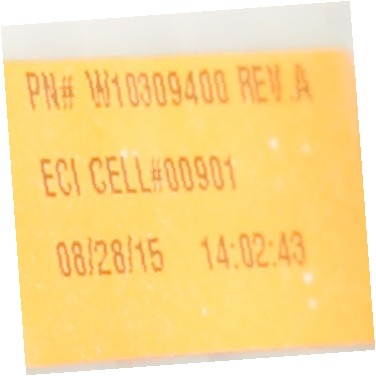 PN# W10309400 REV.A
ECI CELL#00901
08/28/15 14:02:43